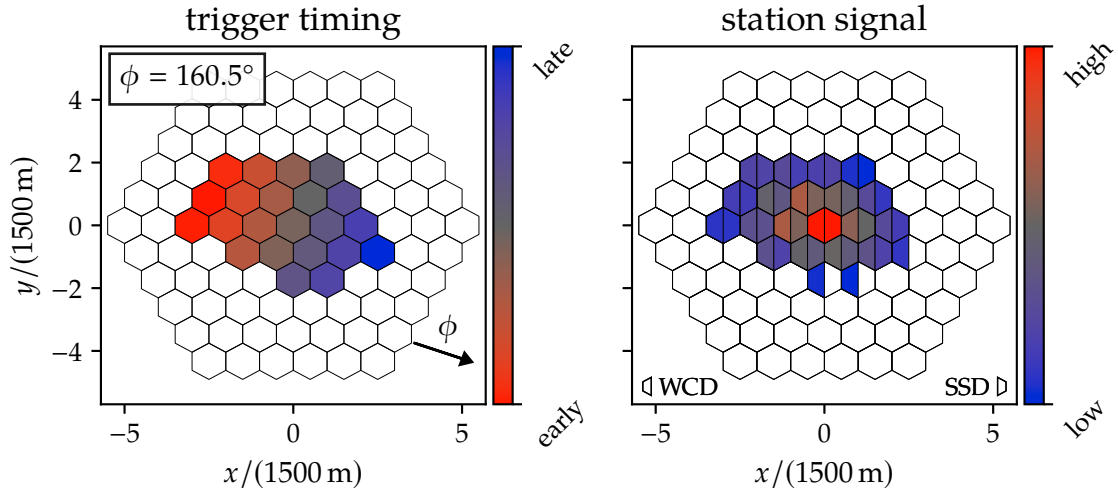 trigger timing
station signal
ϕ = 160.5°
late
high
4
2
0
−2
−4
y/(1500 m)
ϕ
WCD
SSD
early
low
−5
0
5
−5
0
5
x/(1500 m)
x/(1500 m)